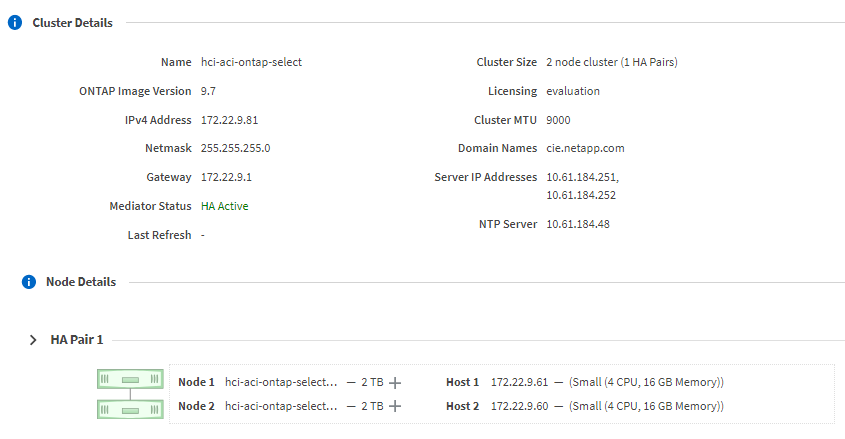 Cluster Details
Name hci-aci-ontap-select Cluster Size 2 node cluster (1 HA Pairs)
ONTAP Image Version 9.7 Licensing evaluation
IPv4 Address 172.22.9.81 Cluster MTU 9000
Netmask 255.255.255.0 Domain Names cie.netapp.com
Gateway 172.22.9.1 Server IP Addresses 10.61.184.251,
10.61.184.252
Mediator Status HA Active
NTP Server 10.61.184.48
Last Refresh -
Node Details
HA Pair 1
Node 1 hci-aci-ontap-select... — 2 TB + Host 1 172.22.9.61 — (Small (4 CPU, 16 GB Memory))
Node 2 hci-aci-ontap-select... — 2 TB + Host 2 172.22.9.60 — (Small (4 CPU, 16 GB Memory))